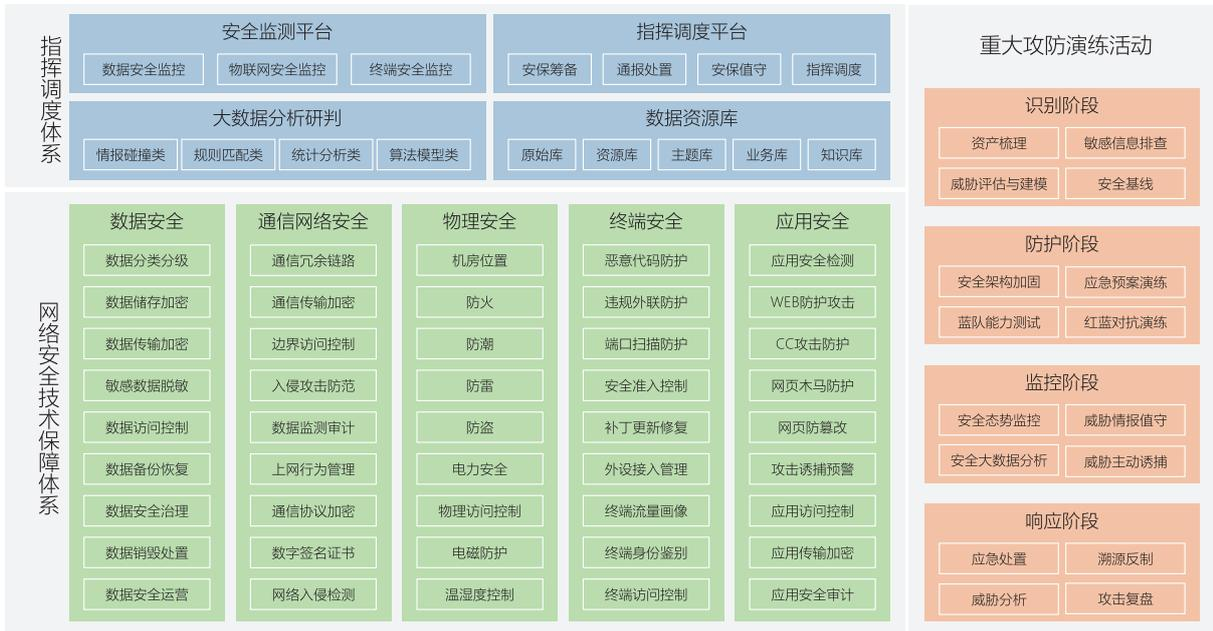 指挥调度体系
安全监测平台
数据安全监控 物联网安全监控 终端安全监控
指挥调度平台
安保筹备 通报处置 安保值守 指挥调度
大数据分析研判
情报碰撞类 规则匹配类 统计分析类 算法模型类
数据资源库
原始库 资源库 主题库 业务库 知识库
网络安全技术保障体系
数据安全
数据分类分级
数据储存加密
数据传输加密
敏感数据脱敏
数据访问控制
数据备份恢复
数据安全治理
数据销毁处置
数据安全运营
通信网络安全
通信冗余链路
通信传输加密
边界访问控制
入侵攻击防范
数据监测审计
上网行为管理
通信协议加密
数字签名证书
网络入侵检测
物理安全
机房位置
防火
防潮
防雷
防盗
电力安全
物理访问控制
电磁防护
温湿度控制
终端安全
恶意代码防护
违规外联防护
端口扫描防护
安全准入控制
补丁更新修复
外设接入管理
终端流量画像
终端身份鉴别
终端访问控制
应用安全
应用安全检测
WEB防护攻击
CC攻击防护
网页木马防护
网页防篡改
攻击诱捕预警
应用访问控制
应用传输加密
应用安全审计
重大攻防演练活动
识别阶段
资产梳理 敏感信息排查
威胁评估与建模 安全基线
防护阶段
安全架构加固 应急预案演练
蓝队能力测试 红蓝对抗演练
监控阶段
安全态势监控 威胁情报值守
安全大数据分析 威胁主动诱捕
响应阶段
应急处置 溯源反制
威胁分析 攻击复盘